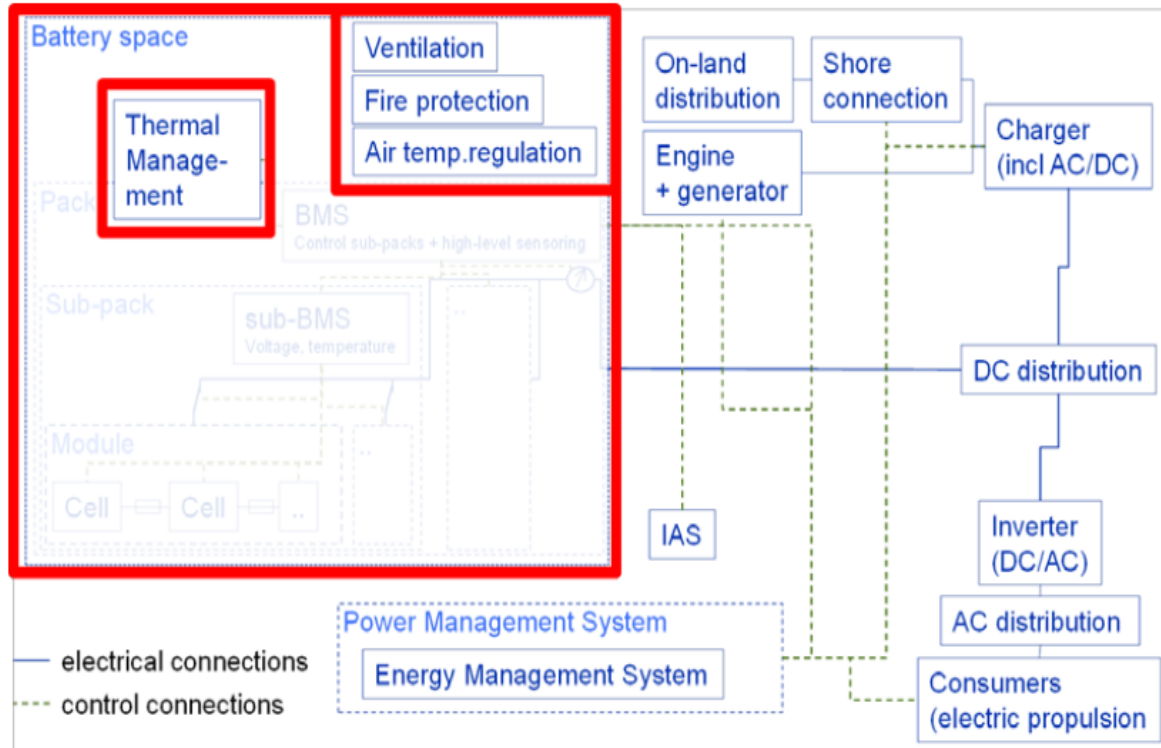 Battery space
Ventilation
Fire protection
Air temp.regulation
Thermal
Manage-
ment
On-land
distribution
Shore
connection
Engine
+ generator
Charger
(incl AC/DC)
Pack
BMS
Control sub-packs + high-level sensoring
Sub-pack
..
sub-BMS
Voltage, temperature
DC distribution
Module
..
Cell
Cell
..
IAS
Inverter
(DC/AC)
AC distribution
Power Management System
Energy Management System
Consumers
(electric propulsion
electrical connections
control connections